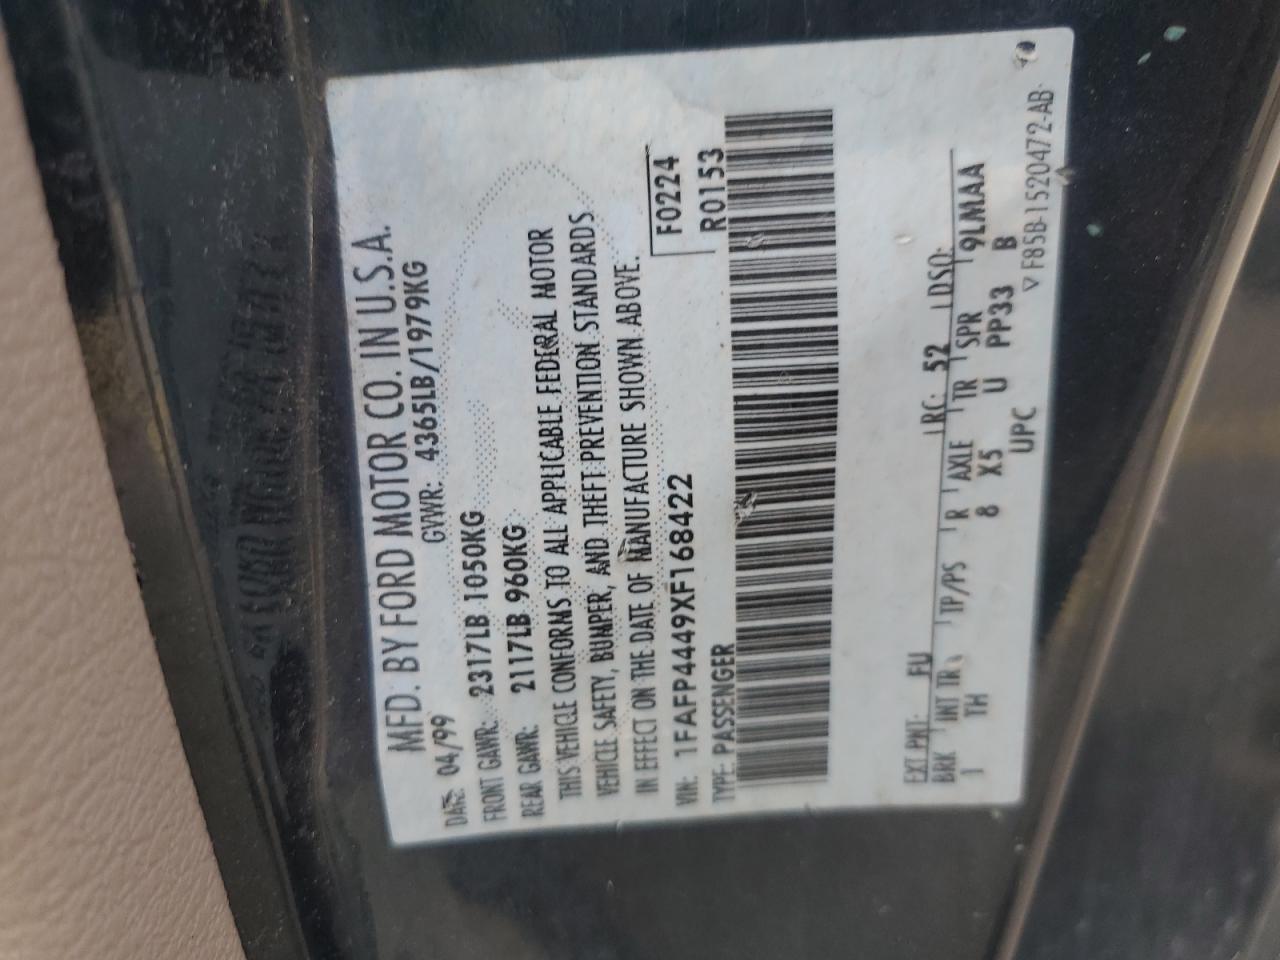 MFD. BY FORD MOTOR CO. IN U.S.A.
DATE: 04/99 GVWR: 4365LB/1979KG
FRONT GAWR: 2317LB 1050KG
REAR GAWR: 2117LB 960KG
THIS VEHICLE CONFORMS TO ALL APPLICABLE FEDERAL MOTOR
VEHICLE SAFETY, BUMPER, AND THEFT PREVENTION STANDARDS
IN EFFECT ON THE DATE OF MANUFACTURE SHOWN ABOVE.
VIN: 1FAFP4449XF168422 F0224
TYPE: PASSENGER R0153
EXT PNT: FU RC: 52 DSO:
BRK INT TR TP/PS R AXLE TR SPR 9LMAA
1 TH 8 X5 U PP33 B
UPC ▽ F85B-1520472-AB